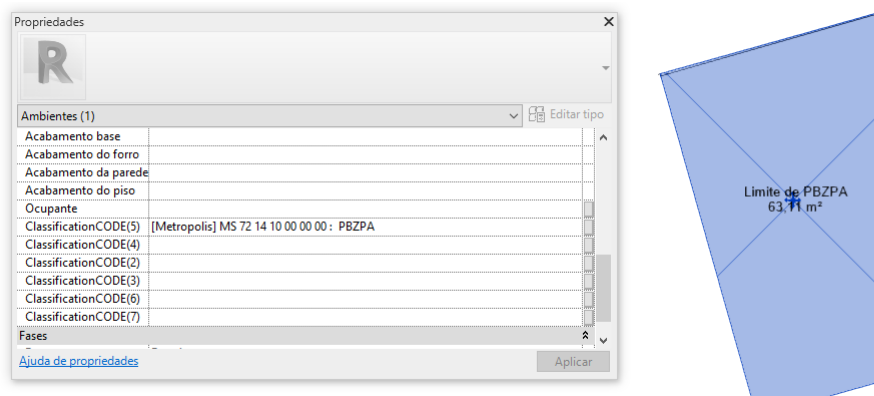 Propriedades
R
Ambientes (1)
Editar tipo
Acabamento base
Acabamento do forro
Acabamento da parede
Acabamento do piso
Ocupante
ClassificationCODE(5) [Metropolis] MS 72 14 10 00 00 00 : PBZPA
ClassificationCODE(4)
ClassificationCODE(2)
ClassificationCODE(3)
ClassificationCODE(6)
ClassificationCODE(7)
Fases
Ajuda de propriedades
Aplicar
Limite de PBZPA
63,11 m²